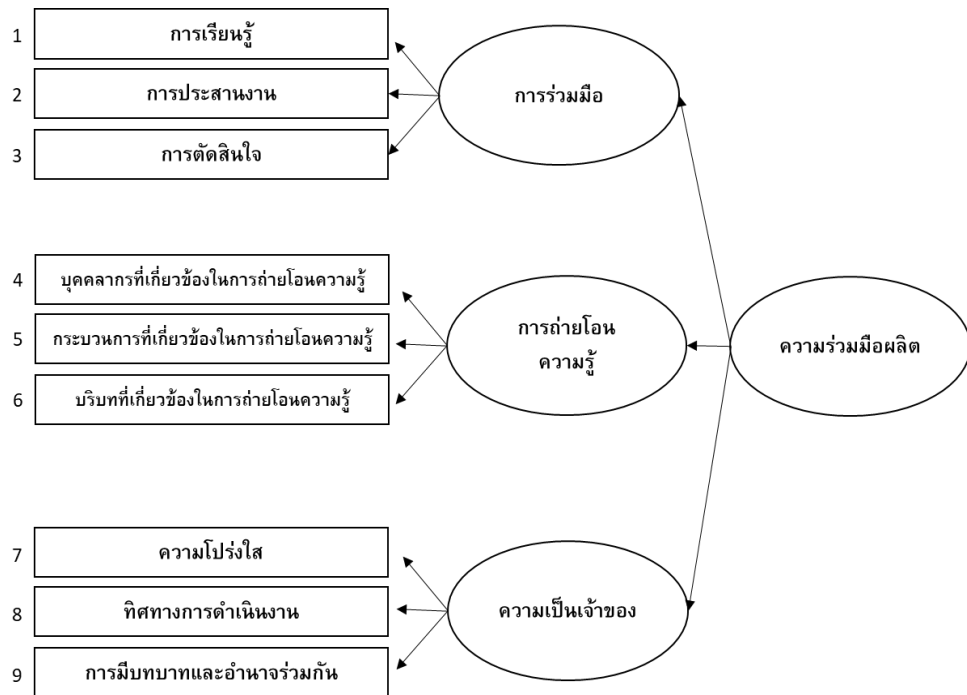 1 การเรียนรู้
2 การประสานงาน
3 การตัดสินใจ
การร่วมมือ
4 บุคคลากรที่เกี่ยวข้องในการถ่ายโอนความรู้
5 กระบวนการที่เกี่ยวข้องในการถ่ายโอนความรู้
6 บริบทที่เกี่ยวข้องในการถ่ายโอนความรู้
การถ่ายโอน
ความรู้
ความร่วมมือผลิต
7 ความโปร่งใส
8 ทิศทางการดำเนินงาน
9 การมีบทบาทและอำนาจร่วมกัน
ความเป็นเจ้าของ